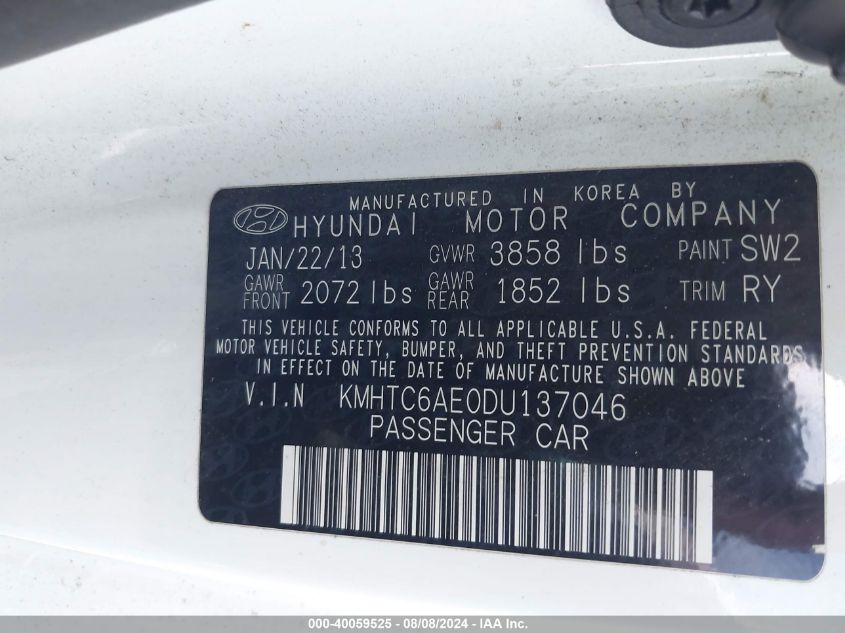 MANUFACTURED IN KOREA BY
HYUNDAI MOTOR COMPANY
JAN/22/13 GVWR 3858 lbs PAINT SW2
GAWR FRONT 2072 lbs GAWR REAR 1852 lbs TRIM RY
THIS VEHICLE CONFORMS TO ALL APPLICABLE U.S.A. FEDERAL
MOTOR VEHICLE SAFETY, BUMPER, AND THEFT PREVENTION STANDARDS
IN EFFECT ON THE DATE OF MANUFACTURE SHOWN ABOVE
V.I.N KMHTC6AE0DU137046
PASSENGER CAR
000-40059525 - 08/08/2024 - IAA Inc.